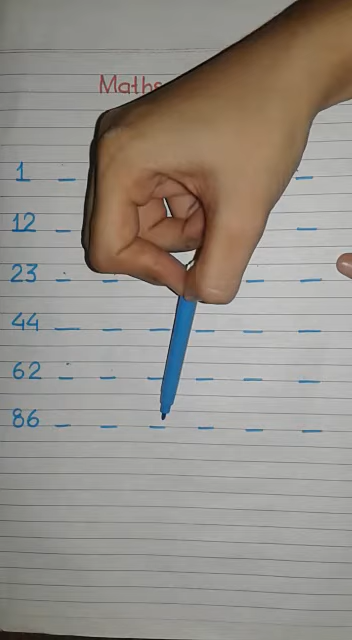 Maths
1 _ _
12 _ _
23 _ _ _ _ _ _
44 _ _ _ _ _ _
62 _ _ _ _ _ _
86 _ _ _ _ _ _